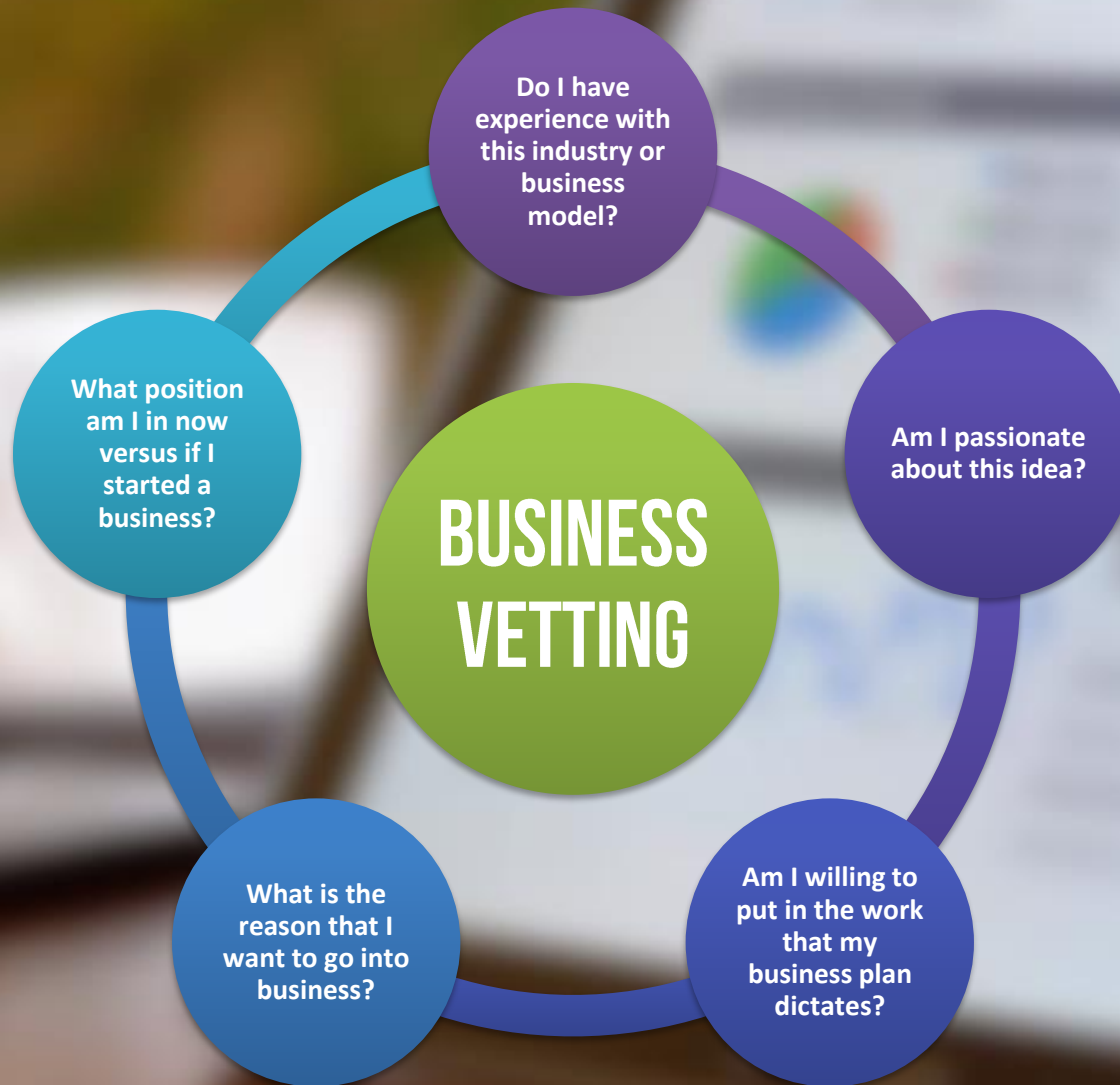 Do I have
experience with
this industry or
business
model?
Am I passionate
about this idea?
Am I willing to
put in the work
that my
business plan
dictates?
What is the
reason that I
want to go into
business?
What position
am I in now
versus if I
started a
business?
BUSINESS
VETTING